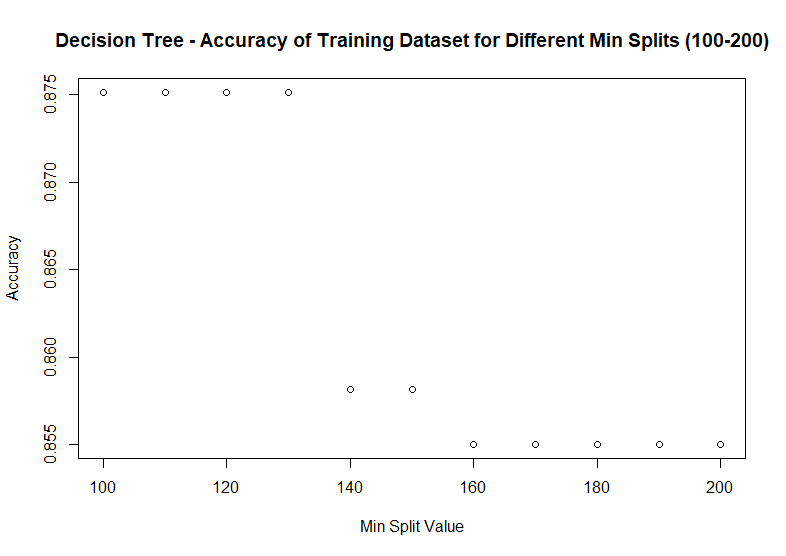 Decision Tree - Accuracy of Training Dataset for Different Min Splits (100-200)
Accuracy
0.875
0.870
0.865
0.860
0.855
100 120 140 160 180 200
Min Split Value